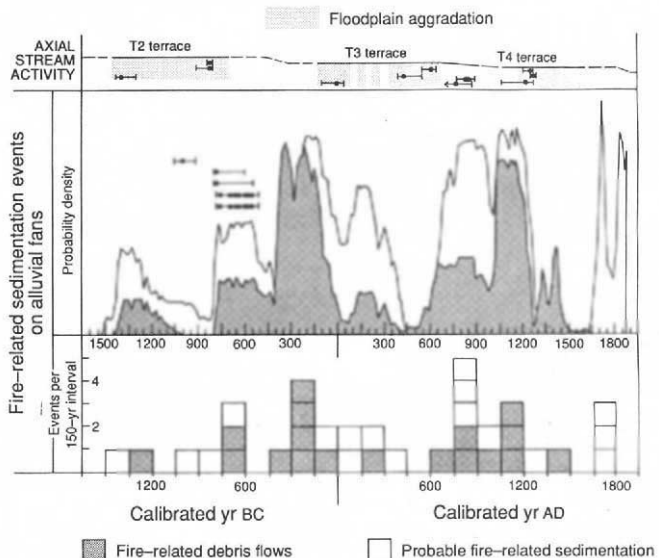 Floodplain aggradation
AXIAL
STREAM
ACTIVITY
T2 terrace
T3 terrace
T4 terrace
Fire–related sedimentation events
on alluvial fans
Probability density
1500 1200 900 600 300 300 600 900 1200 1500 1800
Events per
150–yr interval
4
2
1200 600 600 1200 1800
Calibrated yr BC
Calibrated yr AD
Fire–related debris flows
Probable fire–related sedimentation